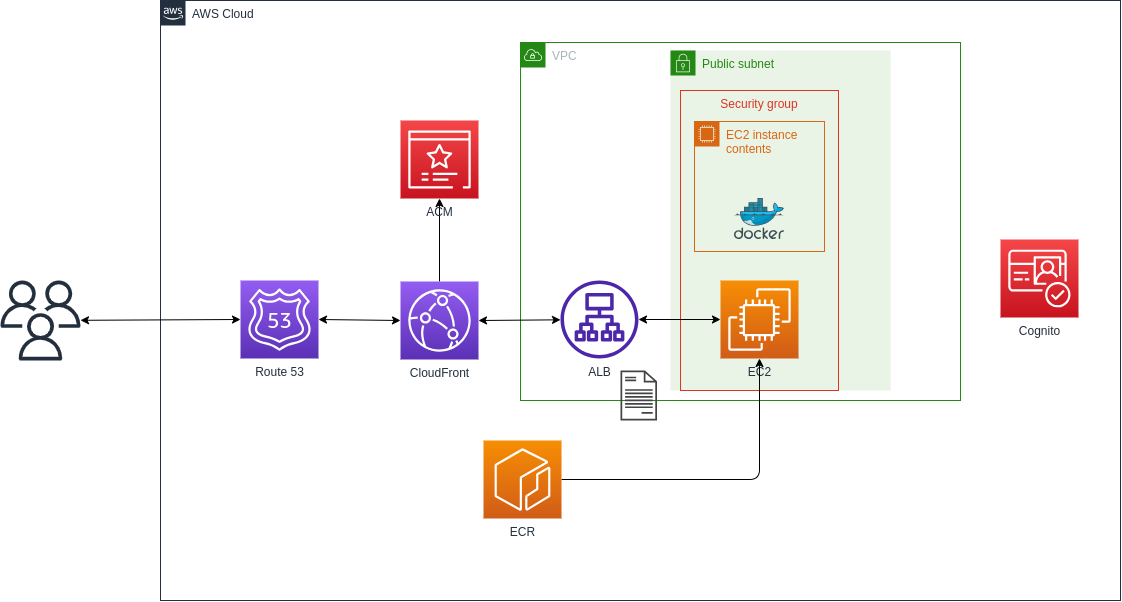 aws
AWS Cloud
VPC
Public subnet
Security group
EC2 instance
contents
docker
ACM
53
Route 53
CloudFront
ALB
EC2
Cognito
ECR